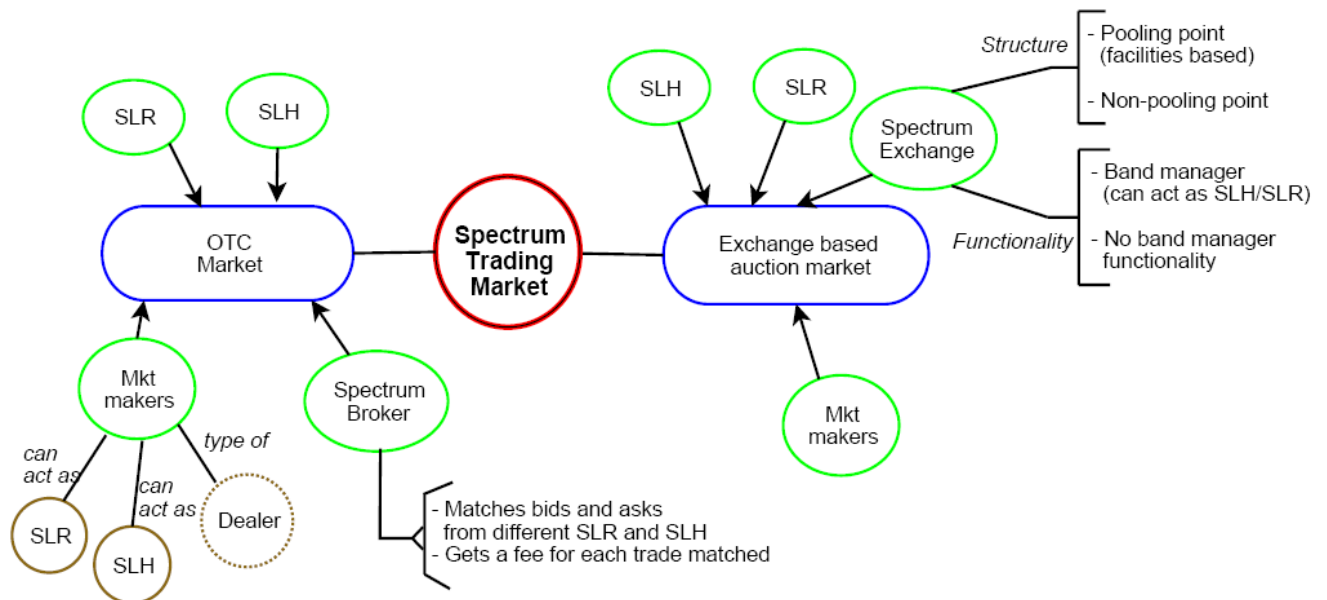 SLR
SLH
OTC
Market
Mkt
makers
can
act as
SLR
can
act as
SLH
type of
Dealer
Spectrum
Broker
- Matches bids and asks
from different SLR and SLH
- Gets a fee for each trade matched
Spectrum
Trading
Market
SLH
SLR
Spectrum
Exchange
Structure
- Pooling point
(facilities based)
- Non-pooling point
Functionality
- Band manager
(can act as SLH/SLR)
- No band manager
functionality
Exchange based
auction market
Mkt
makers